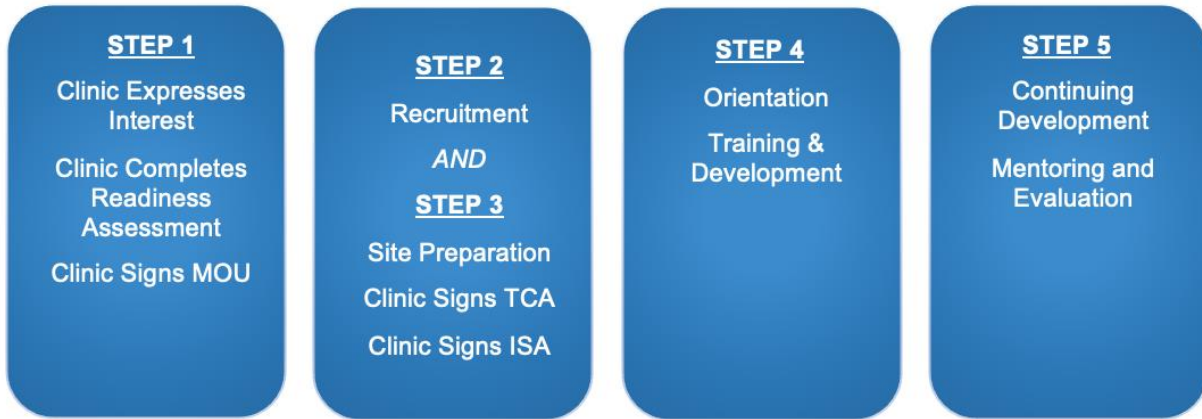 STEP 1
Clinic Expresses
Interest
Clinic Completes
Readiness
Assessment
Clinic Signs MOU
STEP 2
Recruitment
AND
STEP 3
Site Preparation
Clinic Signs TCA
Clinic Signs ISA
STEP 4
Orientation
Training &
Development
STEP 5
Continuing
Development
Mentoring and
Evaluation